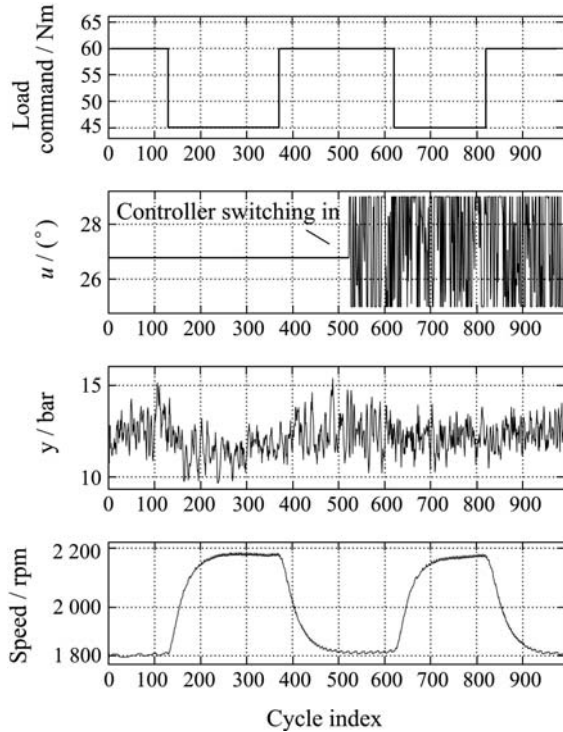 Load command / Nm
65
60
55
50
45
0 100 200 300 400 500 600 700 800 900
u / (°)
Controller switching in
28
26
0 100 200 300 400 500 600 700 800 900
y / bar
15
10
0 100 200 300 400 500 600 700 800 900
Speed / rpm
2 200
2 000
1 800
0 100 200 300 400 500 600 700 800 900
Cycle index